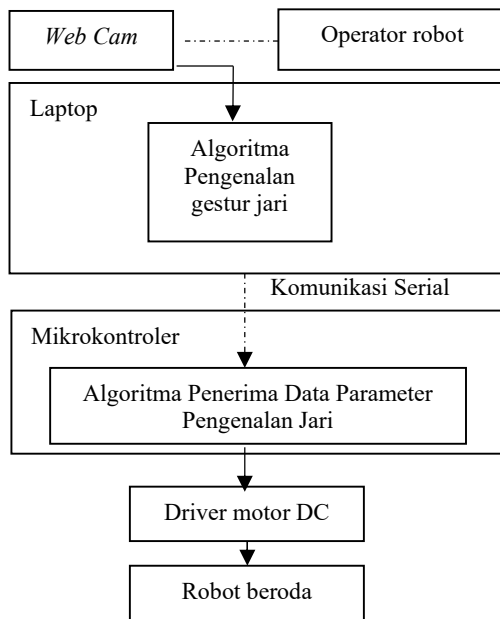 Web Cam
Operator robot
Laptop
Algoritma
Pengenalan
gestur jari
Komunikasi Serial
Mikrokontroler
Algoritma Penerima Data Parameter
Pengenalan Jari
Driver motor DC
Robot beroda